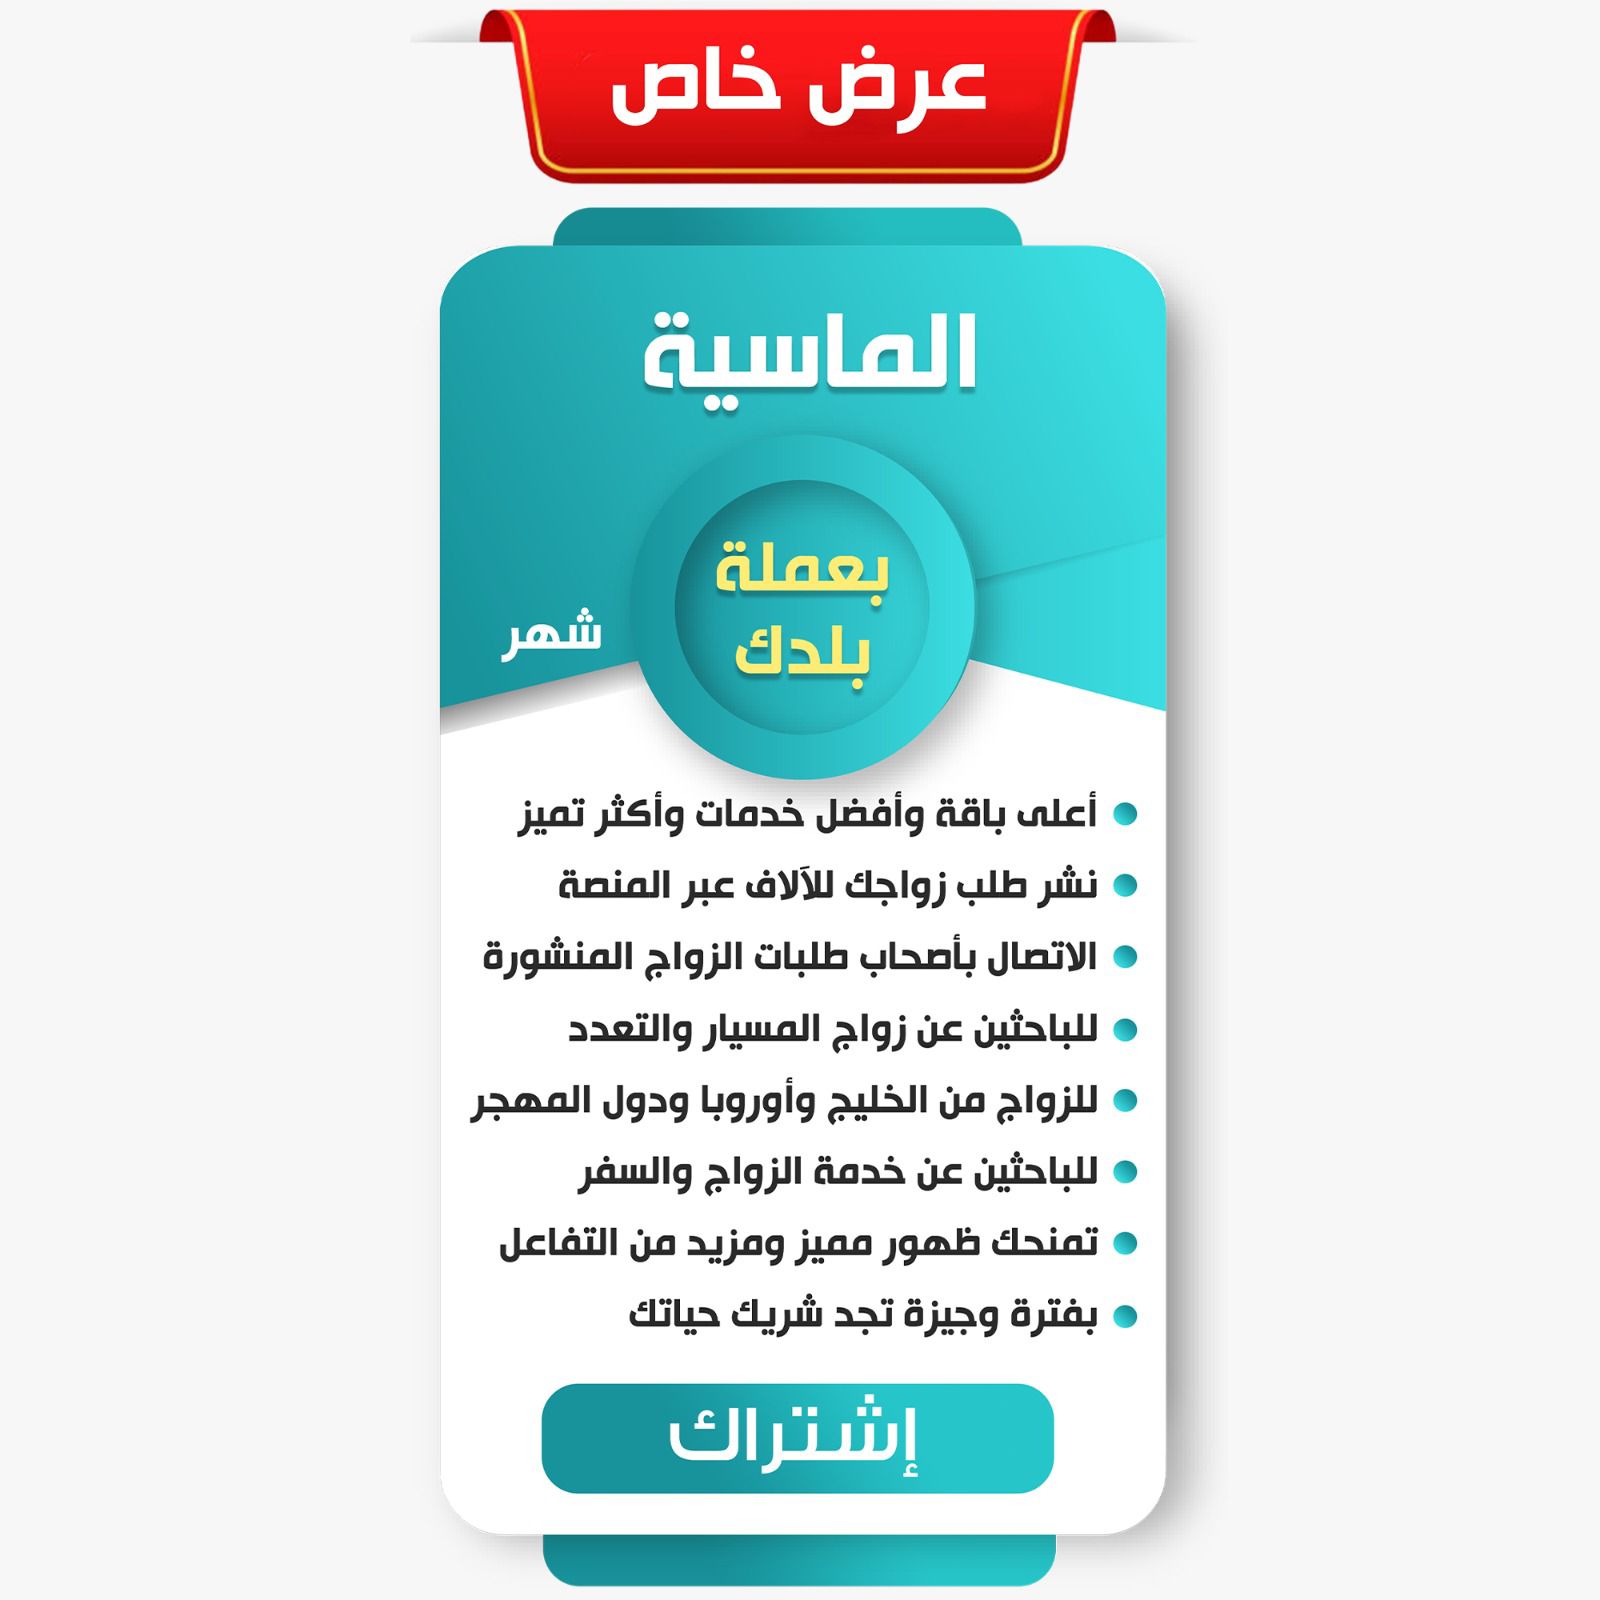 عرض خاص
الماسية
بعملة
بلدك
شهر
أعلى باقة وأفضل خدمات وأكثر تميز
نشر طلب زواجك للآلاف عبر المنصة
الاتصال بأصحاب طلبات الزواج المنشورة
للباحثين عن زواج المسيار والتعدد
للزواج من الخليج وأوروبا ودول المهجر
للباحثين عن خدمة الزواج والسفر
تمنحك ظهور مميز ومزيد من التفاعل
بفترة وجيزة تجد شريك حياتك
إشتراك